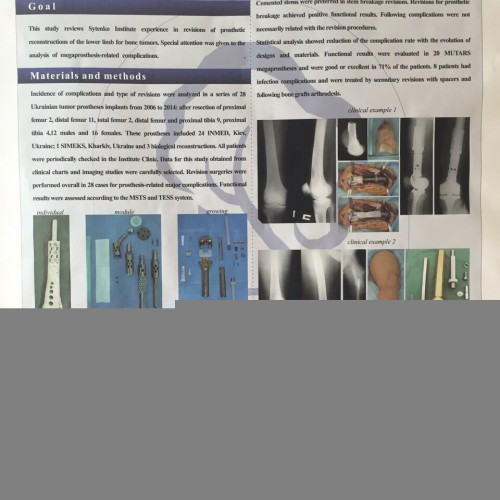 Goal
This study reviews Sytenko Institute experience in revisions of prosthetic
reconstructions of the lower limb for bone tumors. Special attention was given to the
analysis of megaprosthesis-related complications.
Materials and methods
Incidence of complications and type of revisions were analyzed in a series of 28
Ukrainian tumor prostheses implants from 2006 to 2014: after resection of proximal
femur 2, distal femur 11, total femur 2, distal femur and proximal tibia 9, proximal
tibia 4,12 males and 16 females. These prostheses included 24 INMED, Kiev,
Ukraine; 1 SIMEKS, Kharkiv, Ukraine and 3 biological reconstructions. All patients
were periodically checked in the Institute Clinic. Data for this study obtained from
clinical charts and imaging studies were carefully selected. Revision surgeries were
performed overall in 28 cases for prosthesis-related major complications. Functional
results were assessed according to the MSTS and TESS system.
individual
module
growing
Cemented stems were preferred in stem breakage revisions. Revisions for prosthetic
breakage achieved positive functional results. Following complications were not
necessarily related with the revision procedures.
Statistical analysis showed reduction of the complication rate with the evolution of
designs and materials. Functional results were evaluated in 20 MUTARS
megaprostheses and were good or excellent in 71% of the patients. 8 patients had
infection complications and were treated by secondary revisions with spacers and
following bone grafts arthrodesis.
clinical example 1
clinical example 2